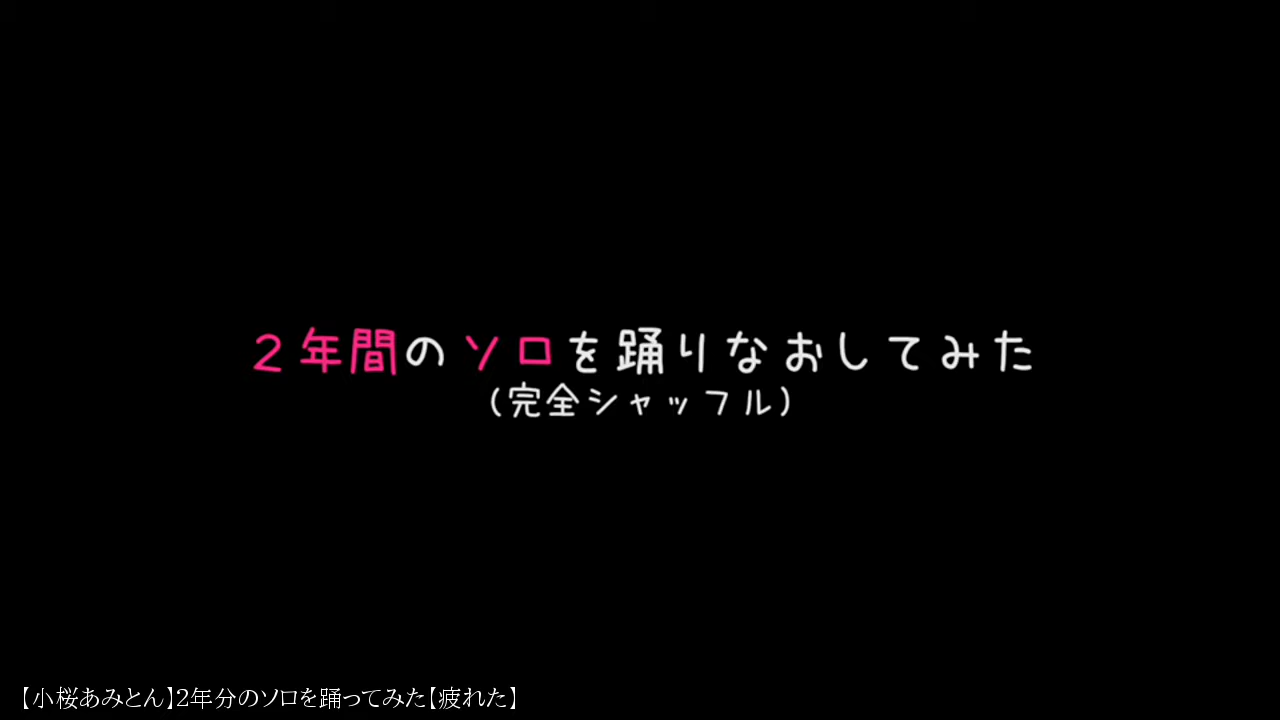 ２年間のソロを踊りなおしてみた
(完全シャッフル)
【小桜あみとん】2年分のソロを踊ってみた【疲れた】